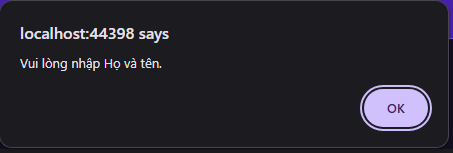 localhost:44398 says
Vui lòng nhập Họ và tên.
OK